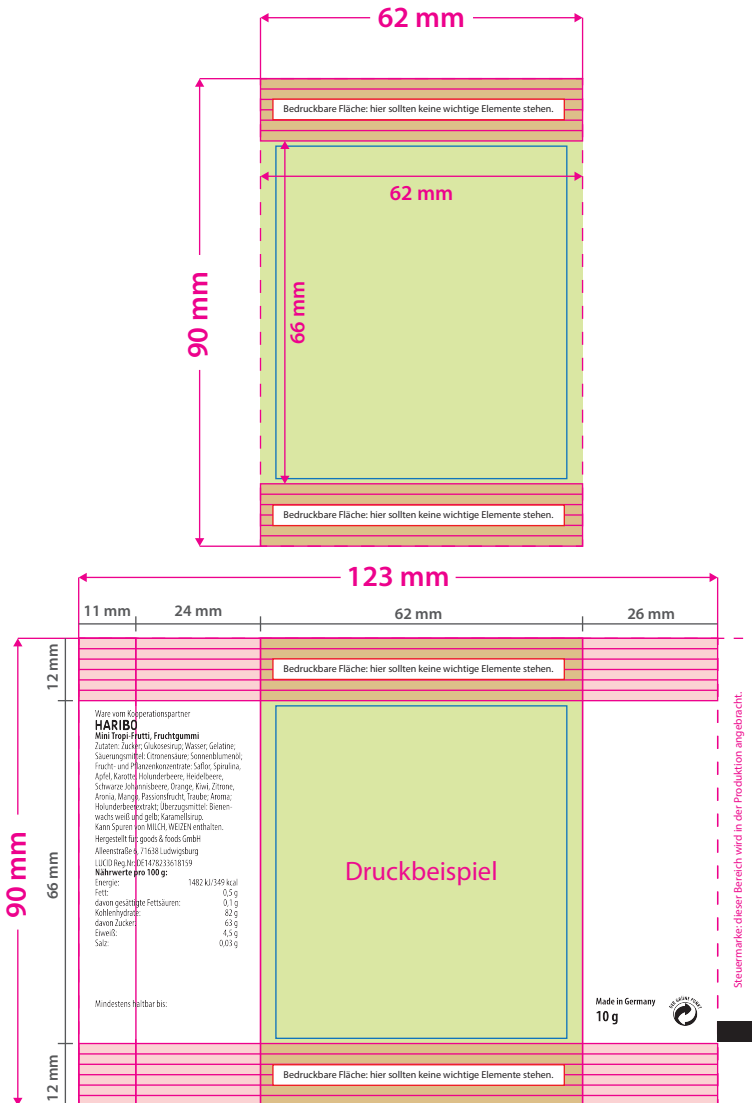 62 mm
Bedruckbare Fläche: hier sollten keine wichtige Elemente stehen.
62 mm
90 mm
66 mm
Bedruckbare Fläche: hier sollten keine wichtige Elemente stehen.
123 mm
11 mm 24 mm 62 mm 26 mm
12 mm
Bedruckbare Fläche: hier sollten keine wichtige Elemente stehen.
Ware vom Kooperationspartner
HARIBO
Mini Tropi-Frutti, Fruchtgummi
Zutaten: Zucker; Glukosesirup; Wasser; Gelatine;
Säuerungsmittel: Citronensäure; Sonnenblumenöl;
Frucht- und Pflanzenkonzentrate: Saflor, Spirulina,
Apfel, Karotte, Holunderbeere, Heidelbeere,
Schwarze Johannisbeere, Orange, Kiwi, Zitrone,
Aronia, Mango, Passionsfrucht, Traube; Aroma;
Holunderbeerextrakt; Überzugsmittel: Bienen-
wachs weiß und gelb; Karamellsirup.
Kann Spuren von MILCH, WEIZEN enthalten.
Hergestellt für: goods & foods GmbH
Alleenstraße 6, 71638 Ludwigsburg
LUCID Reg.Nr. DE1478233618159
Nährwerte pro 100 g:
Energie: 1482 kJ/349 kcal
Fett: 0,5 g
davon gesättigte Fettsäuren: 0,1 g
Kohlenhydrate: 82 g
davon Zucker: 63 g
Eiweiß: 4,5 g
Salz: 0,03 g
Mindestens haltbar bis:
90 mm
66 mm
Druckbeispiel
Made in Germany
10 g
DER GRÜNE PUNKT
Steuermarke: dieser Bereich wird in der Produktion angebracht.
12 mm
Bedruckbare Fläche: hier sollten keine wichtige Elemente stehen.